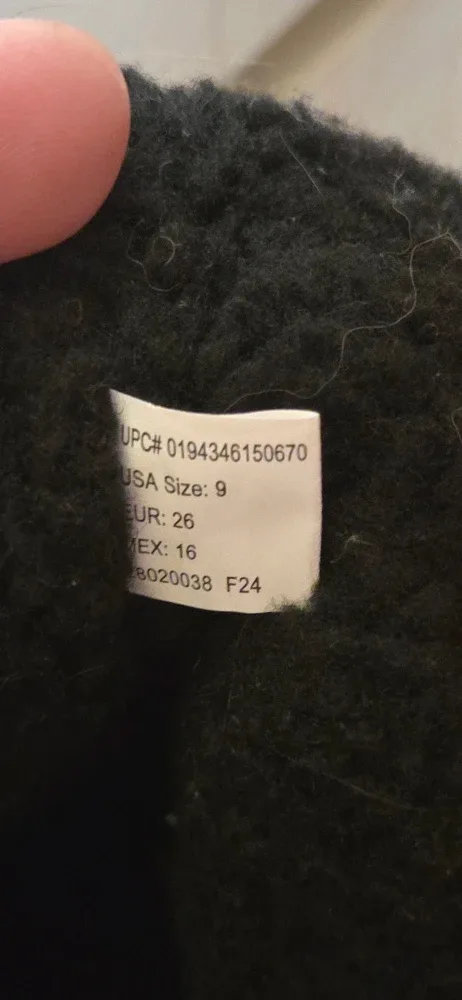 UPC# 0194346150670
USA Size: 9
EUR: 26
MEX: 16
8020038 F24